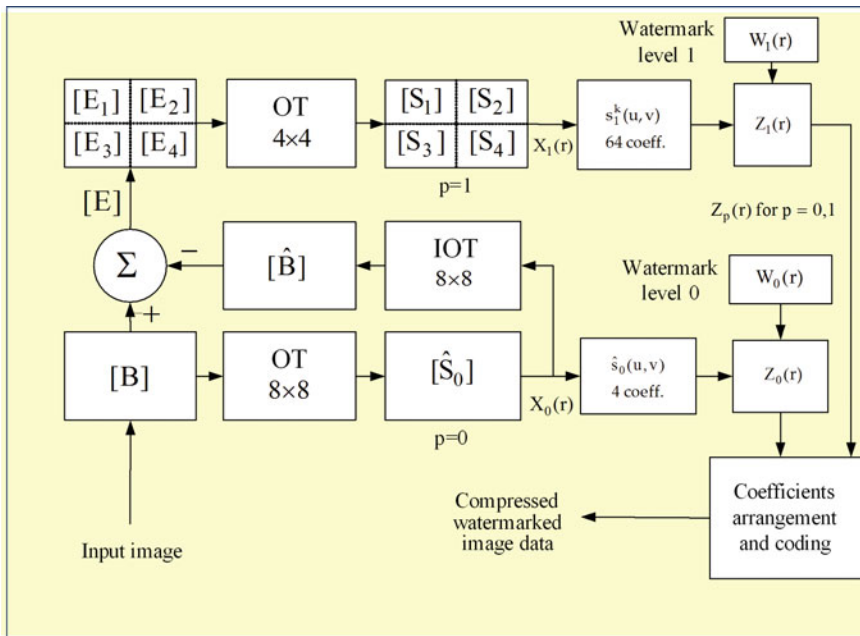 Watermark
level 1
W₁(r)
[E₁] [E₂]
[E₃] [E₄]
OT
4×4
[S₁] [S₂]
[S₃] [S₄]
p=1
X₁(r)
s₁ᵏ(u,v)
64 coeff.
Z₁(r)
[E]
Zₚ(r) for p = 0,1
Σ
−
+
[B̂]
IOT
8×8
Watermark
level 0
W₀(r)
[B]
OT
8×8
[Ŝ₀]
p=0
X₀(r)
ŝ₀(u,v)
4 coeff.
Z₀(r)
Input image
Compressed
watermarked
image data
Coefficients
arrangement
and coding